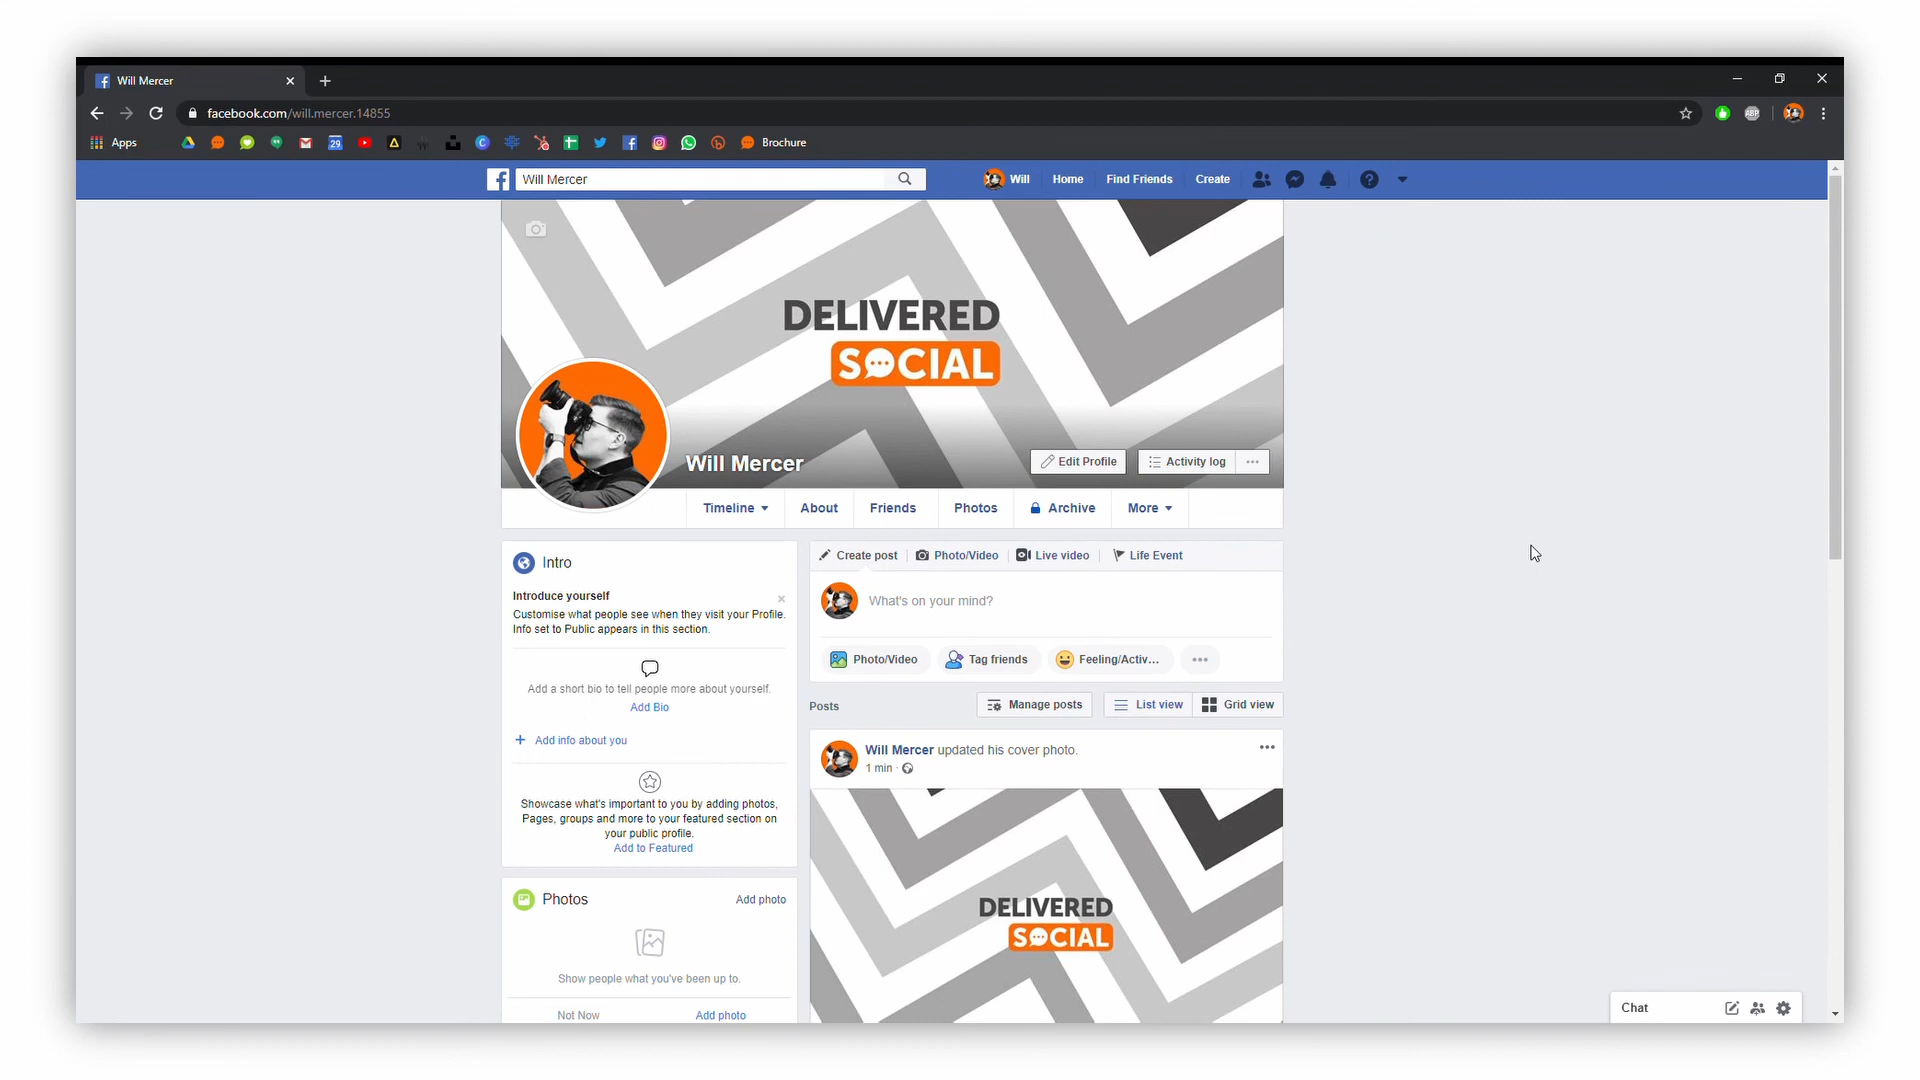 Will Mercer
facebook.com/will.mercer.14855
ABP
Apps
29
Brochure
Will Mercer
Will
Home
Find Friends
Create
DELIVERED
SOCIAL
Will Mercer
Edit Profile
Activity log
Timeline
About
Friends
Photos
Archive
More
Intro
Introduce yourself
Customise what people see when they visit your Profile.
Info set to Public appears in this section.
Add a short bio to tell people more about yourself.
Add Bio
+ Add info about you
Showcase what's important to you by adding photos,
Pages, groups and more to your featured section on
your public profile.
Add to Featured
Photos
Add photo
Show people what you've been up to.
Not Now
Add photo
Create post
Photo/Video
Live video
Life Event
What's on your mind?
Photo/Video
Tag friends
Feeling/Activ...
Posts
Manage posts
List view
Grid view
Will Mercer updated his cover photo.
1 min ·
DELIVERED
SOCIAL
Chat